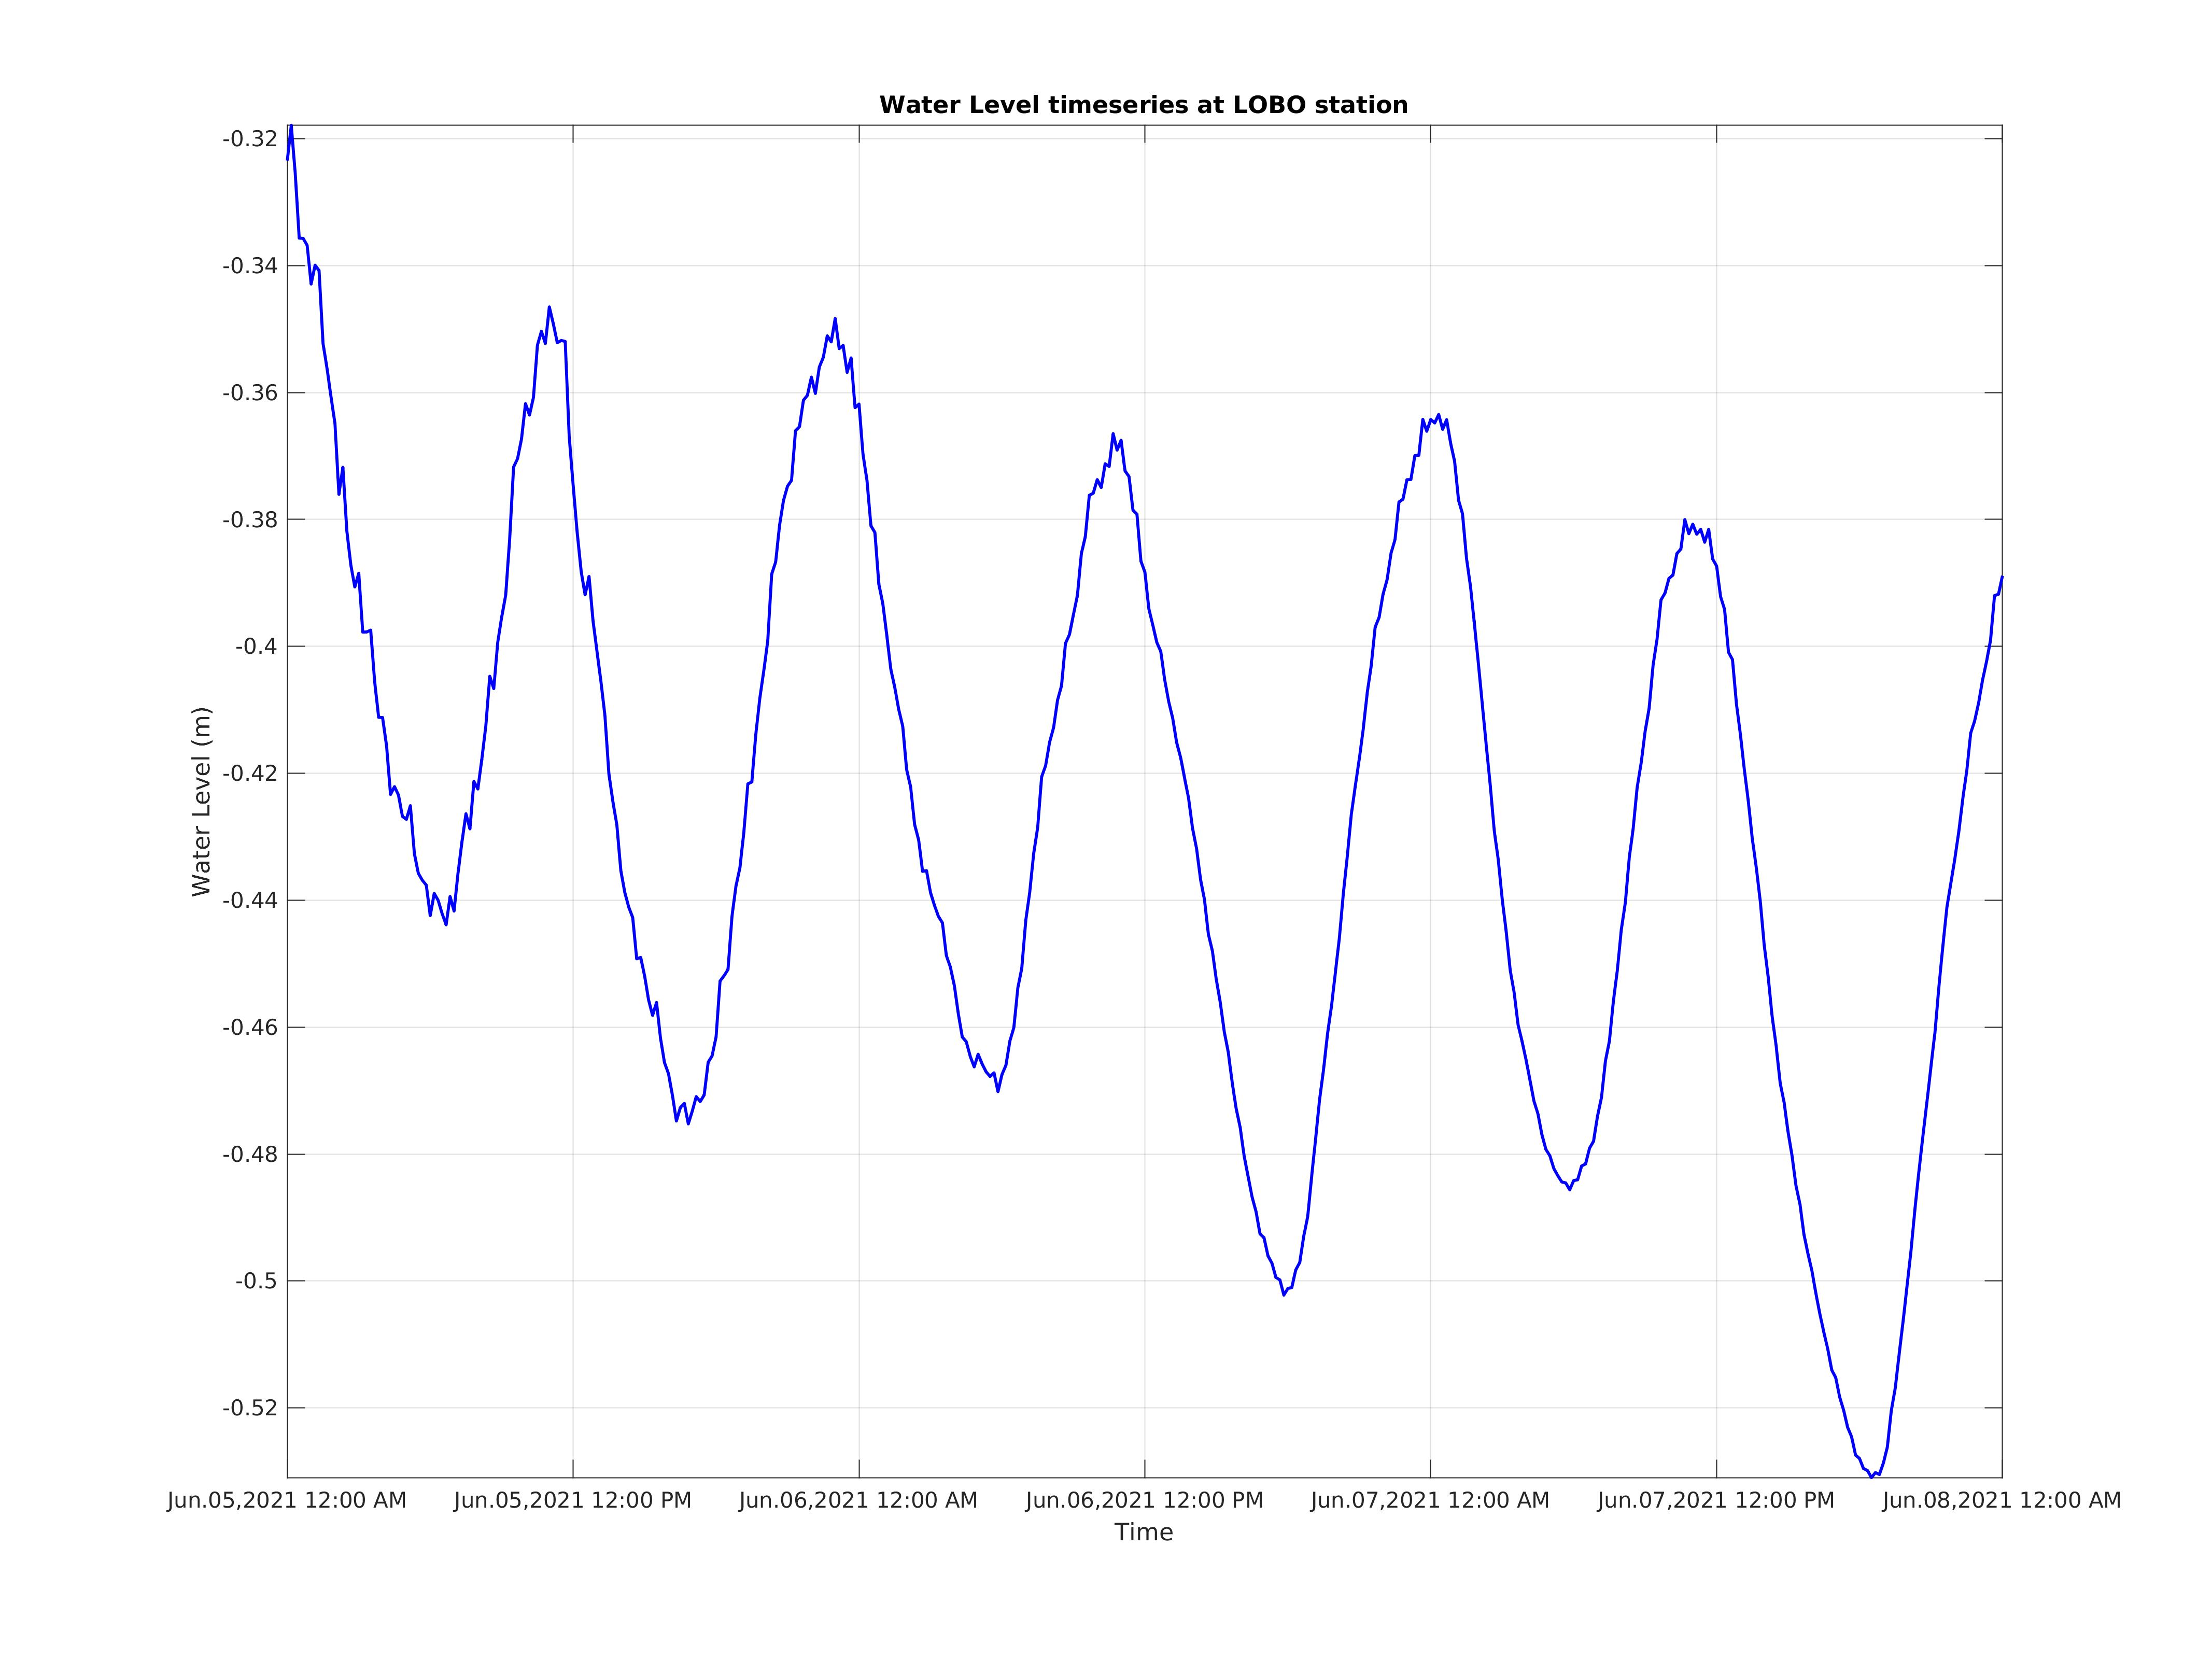 Water Level timeseries at LOBO station
-0.32
-0.34
-0.36
-0.38
-0.4
-0.42
-0.44
-0.46
-0.48
-0.5
-0.52
Water Level (m)
Jun.05,2021 12:00 AM Jun.05,2021 12:00 PM Jun.06,2021 12:00 AM Jun.06,2021 12:00 PM Jun.07,2021 12:00 AM Jun.07,2021 12:00 PM Jun.08,2021 12:00 AM
Time